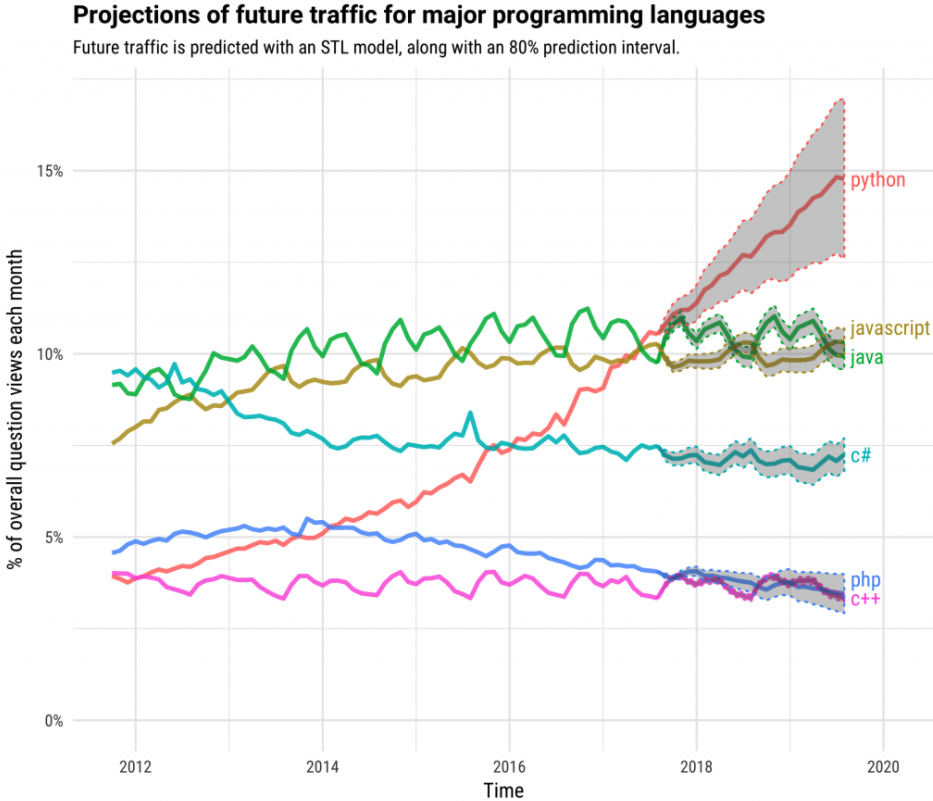 Projections of future traffic for major programming languages
Future traffic is predicted with an STL model, along with an 80% prediction interval.
% of overall question views each month
15%
10%
5%
0%
python
javascript
java
c#
php
c++
2012
2014
2016
2018
2020
Time